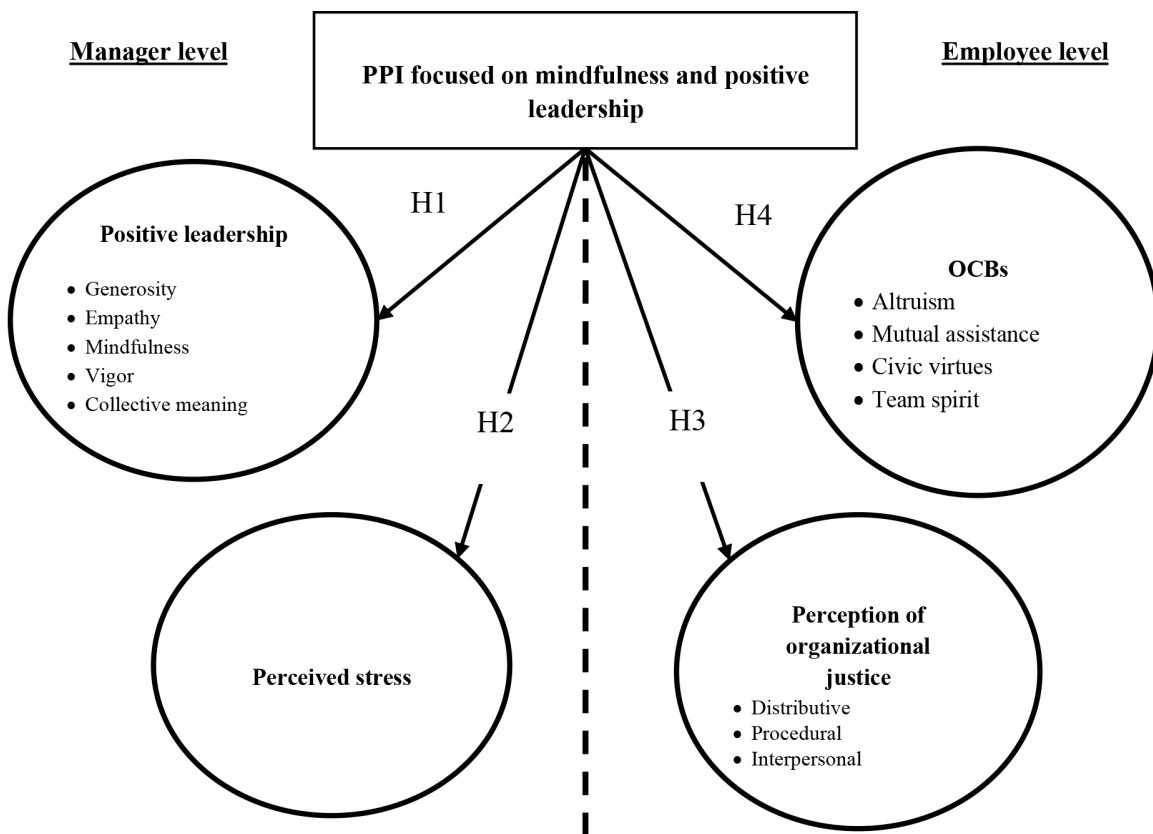 Manager level
PPI focused on mindfulness and positive
leadership
Employee level
H1
H4
Positive leadership
• Generosity
• Empathy
• Mindfulness
• Vigor
• Collective meaning
OCBs
• Altruism
• Mutual assistance
• Civic virtues
• Team spirit
H2
H3
Perceived stress
Perception of
organizational
justice
• Distributive
• Procedural
• Interpersonal